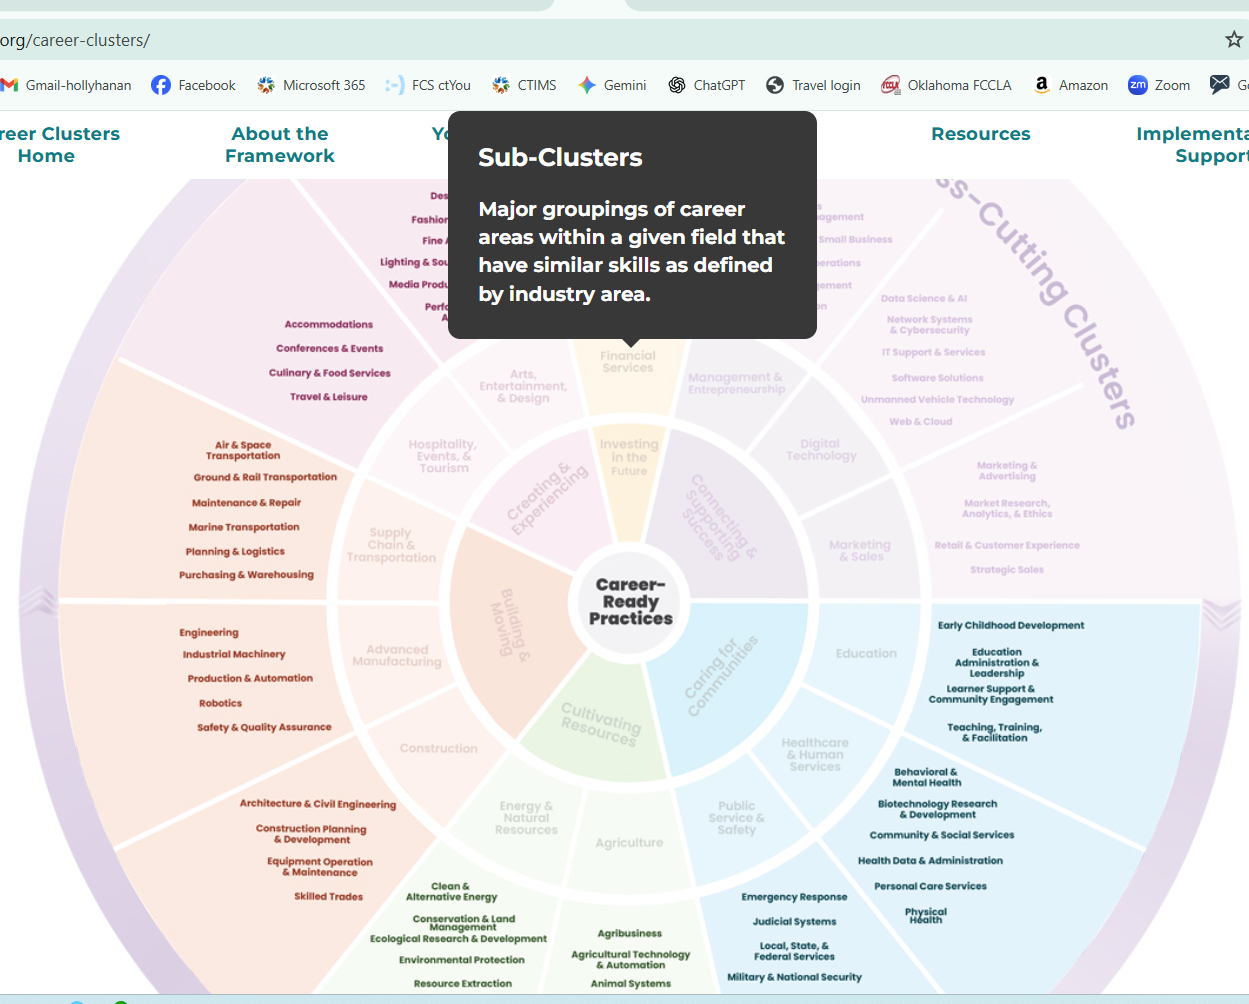 org/career-clusters/
Gmail-hollyhanan
Facebook
Microsoft 365
FCS ctYou
CTIMS
Gemini
ChatGPT
Travel login
Oklahoma FCCLA
Amazon
Zoom
reer Clusters
Home
About the
Framework
Resources
Implementa
Support
Sub-Clusters
Major groupings of career
areas within a given field that
have similar skills as defined
by industry area.
Cutting Clusters
Fashion
Fine
Lighting & Sou
Media Produ
Accommodations
Conferences & Events
Culinary & Food Services
Travel & Leisure
Air & Space
Transportation
Ground & Rail Transportation
Maintenance & Repair
Marine Transportation
Planning & Logistics
Purchasing & Warehousing
Engineering
Industrial Machinery
Production & Automation
Robotics
Safety & Quality Assurance
Architecture & Civil Engineering
Construction Planning
& Development
Equipment Operation
& Maintenance
Skilled Trades
Clean &
Alternative Energy
Conservation & Land
Management
Ecological Research & Development
Environmental Protection
Resource Extraction
Agribusiness
Agricultural Technology
& Automation
Animal Systems
Emergency Response
Judicial Systems
Local, State, &
Federal Services
Military & National Security
Behavioral &
Mental Health
Biotechnology Research
& Development
Community & Social Services
Health Data & Administration
Personal Care Services
Physical
Health
Early Childhood Development
Education
Administration &
Leadership
Learner Support &
Community Engagement
Teaching, Training,
& Facilitation
Marketing &
Advertising
Market Research,
Analytics, & Ethics
Retail & Customer Experience
Strategic Sales
Data Science & AI
Network Systems
& Cybersecurity
IT Support & Services
Software Solutions
Unmanned Vehicle Technology
Web & Cloud
agement
Small Business
erations
ement
Arts,
Entertainment,
& Design
Financial
Services
Management &
Entrepreneurship
Digital
Technology
Marketing
& Sales
Education
Healthcare
& Human
Services
Public
Service &
Safety
Agriculture
Energy &
Natural
Resources
Construction
Advanced
Manufacturing
Supply
Chain &
Transportation
Hospitality,
Events, &
Tourism
Creating &
Experiencing
Investing
in the
Future
Connecting &
Supporting
Success
Caring for
Communities
Cultivating
Resources
Building &
Moving
Career-
Ready
Practices